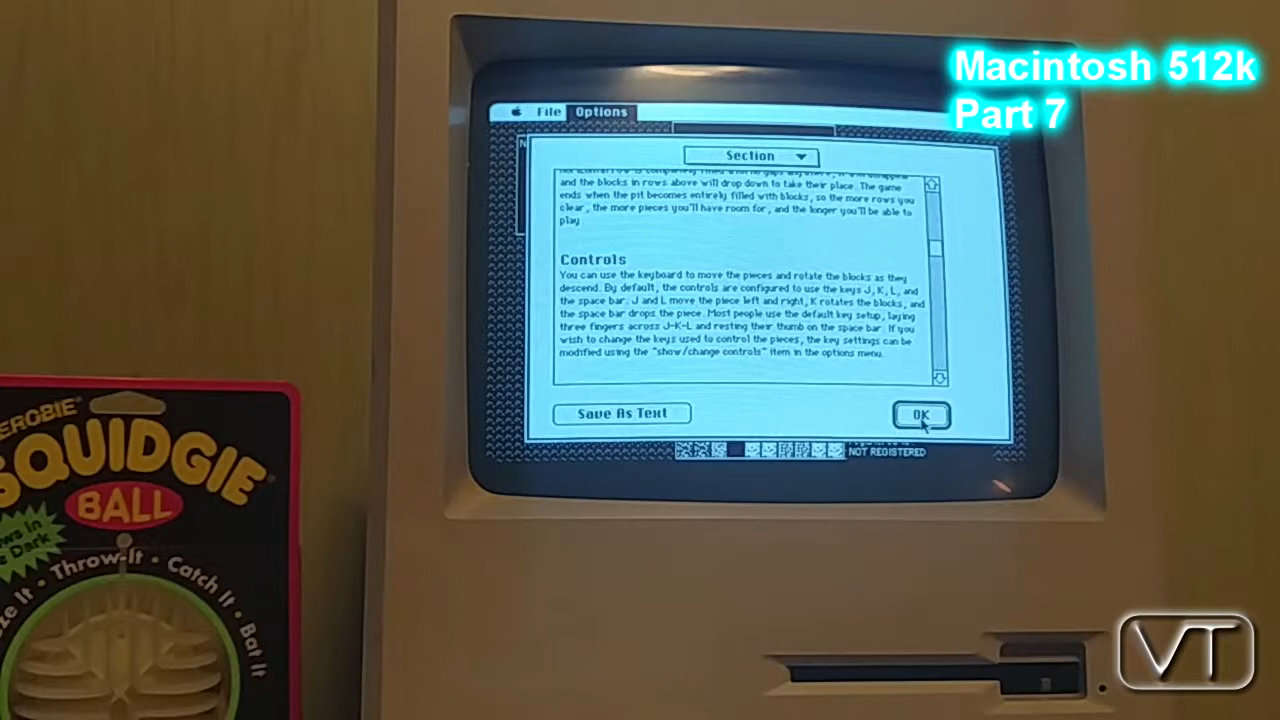 Macintosh 512k
Part 7
File Options
Section
and the blocks in rows above will drop down to take their place. The game
ends when the pit becomes entirely filled with blocks, so the more rows you
clear, the more pieces you'll have room for, and the longer you'll be able to
play
Controls
You can use the keyboard to move the pieces and rotate the blocks as they
descend. By default, the controls are configured to use the keys J, K, L, and
the space bar. J and L move the piece left and right, K rotates the blocks, and
the space bar drops the piece. Most people use the default key setup, laying
three fingers across J-K-L and resting their thumb on the space bar. If you
wish to change the keys used to control the pieces, the key settings can be
modified using the "show/change controls" item in the options menu.
Save As Text
OK
NOT REGISTERED
EROBIE®
SQUIDGIE®
BALL
ws In
Dark
ze It • Throw-It • Catch It • Bat It
VT